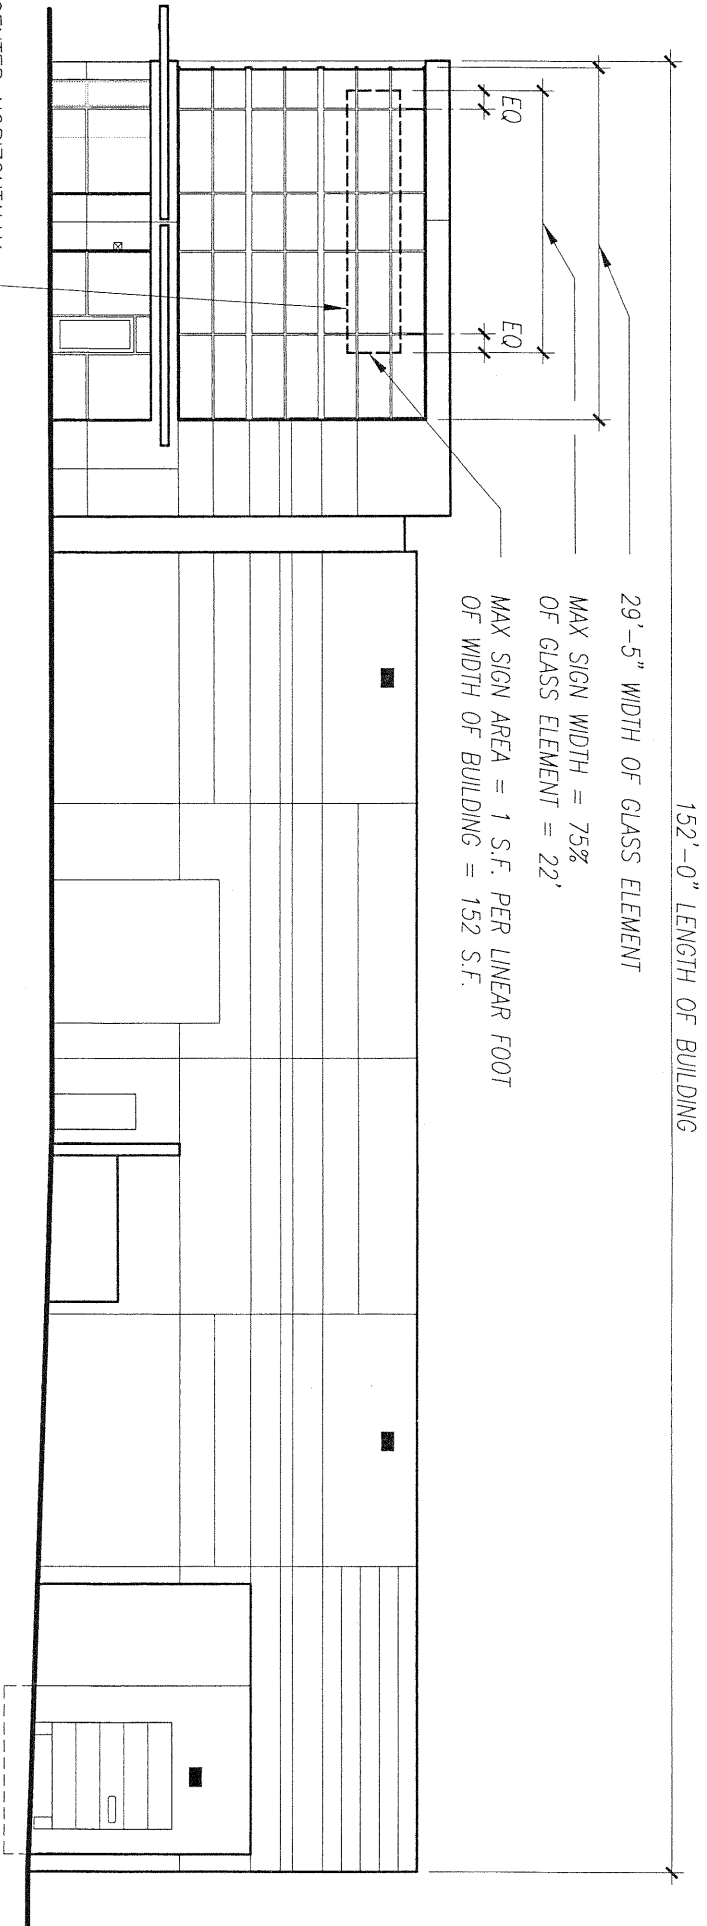 152'-0" LENGTH OF BUILDING
29'-5" WIDTH OF GLASS ELEMENT
MAX SIGN WIDTH = 75%
OF GLASS ELEMENT = 22'
MAX SIGN AREA = 1 S.F. PER LINEAR FOOT
OF WIDTH OF BUILDING = 152 S.F.
EQ
EQ